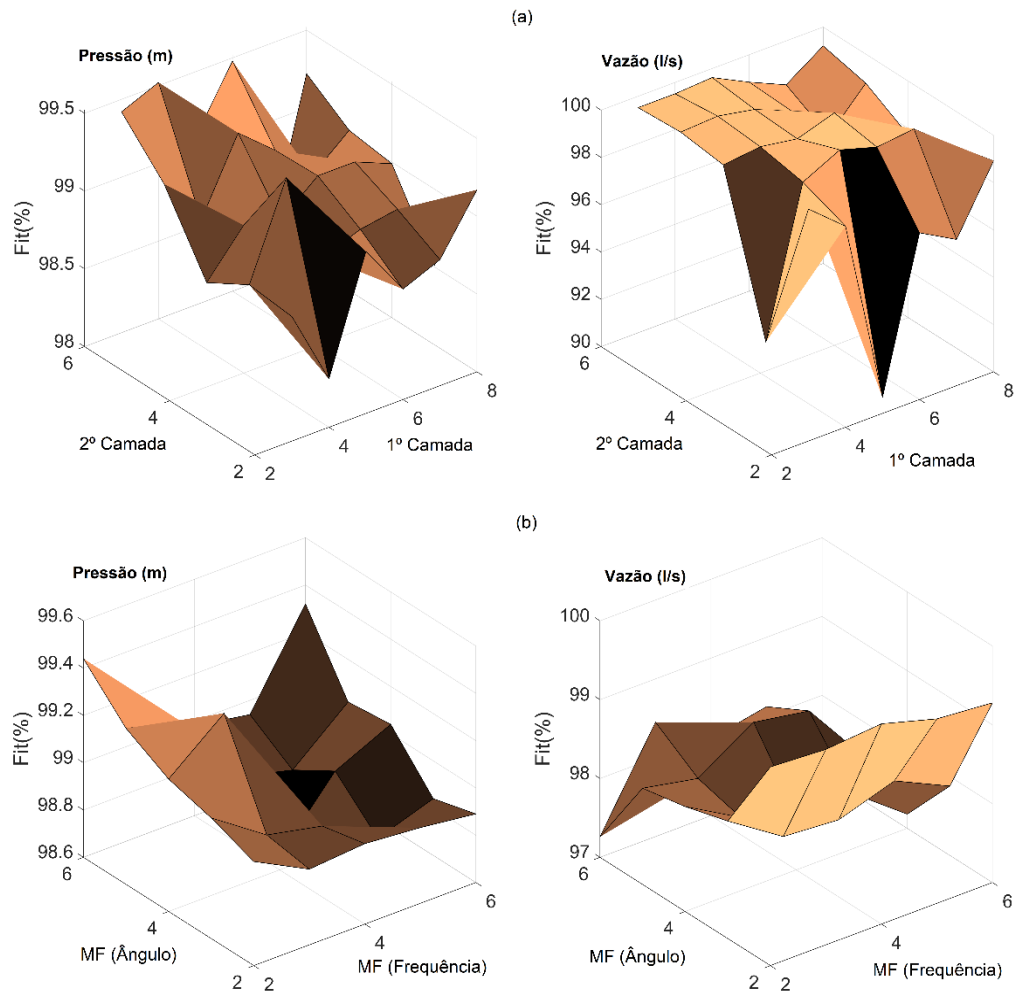 (a)
Pressão (m)
99.5
99
98.5
98
6
4
2
2
4
6
8
Fit(%)
2º Camada
1º Camada
Vazão (l/s)
100
98
96
94
92
90
6
4
2
2
4
6
8
Fit(%)
2º Camada
1º Camada
(b)
Pressão (m)
99.6
99.4
99.2
99
98.8
98.6
6
4
2
2
4
6
Fit(%)
MF (Ângulo)
MF (Frequência)
Vazão (l/s)
100
99
98
97
6
4
2
2
4
6
Fit(%)
MF (Ângulo)
MF (Frequência)